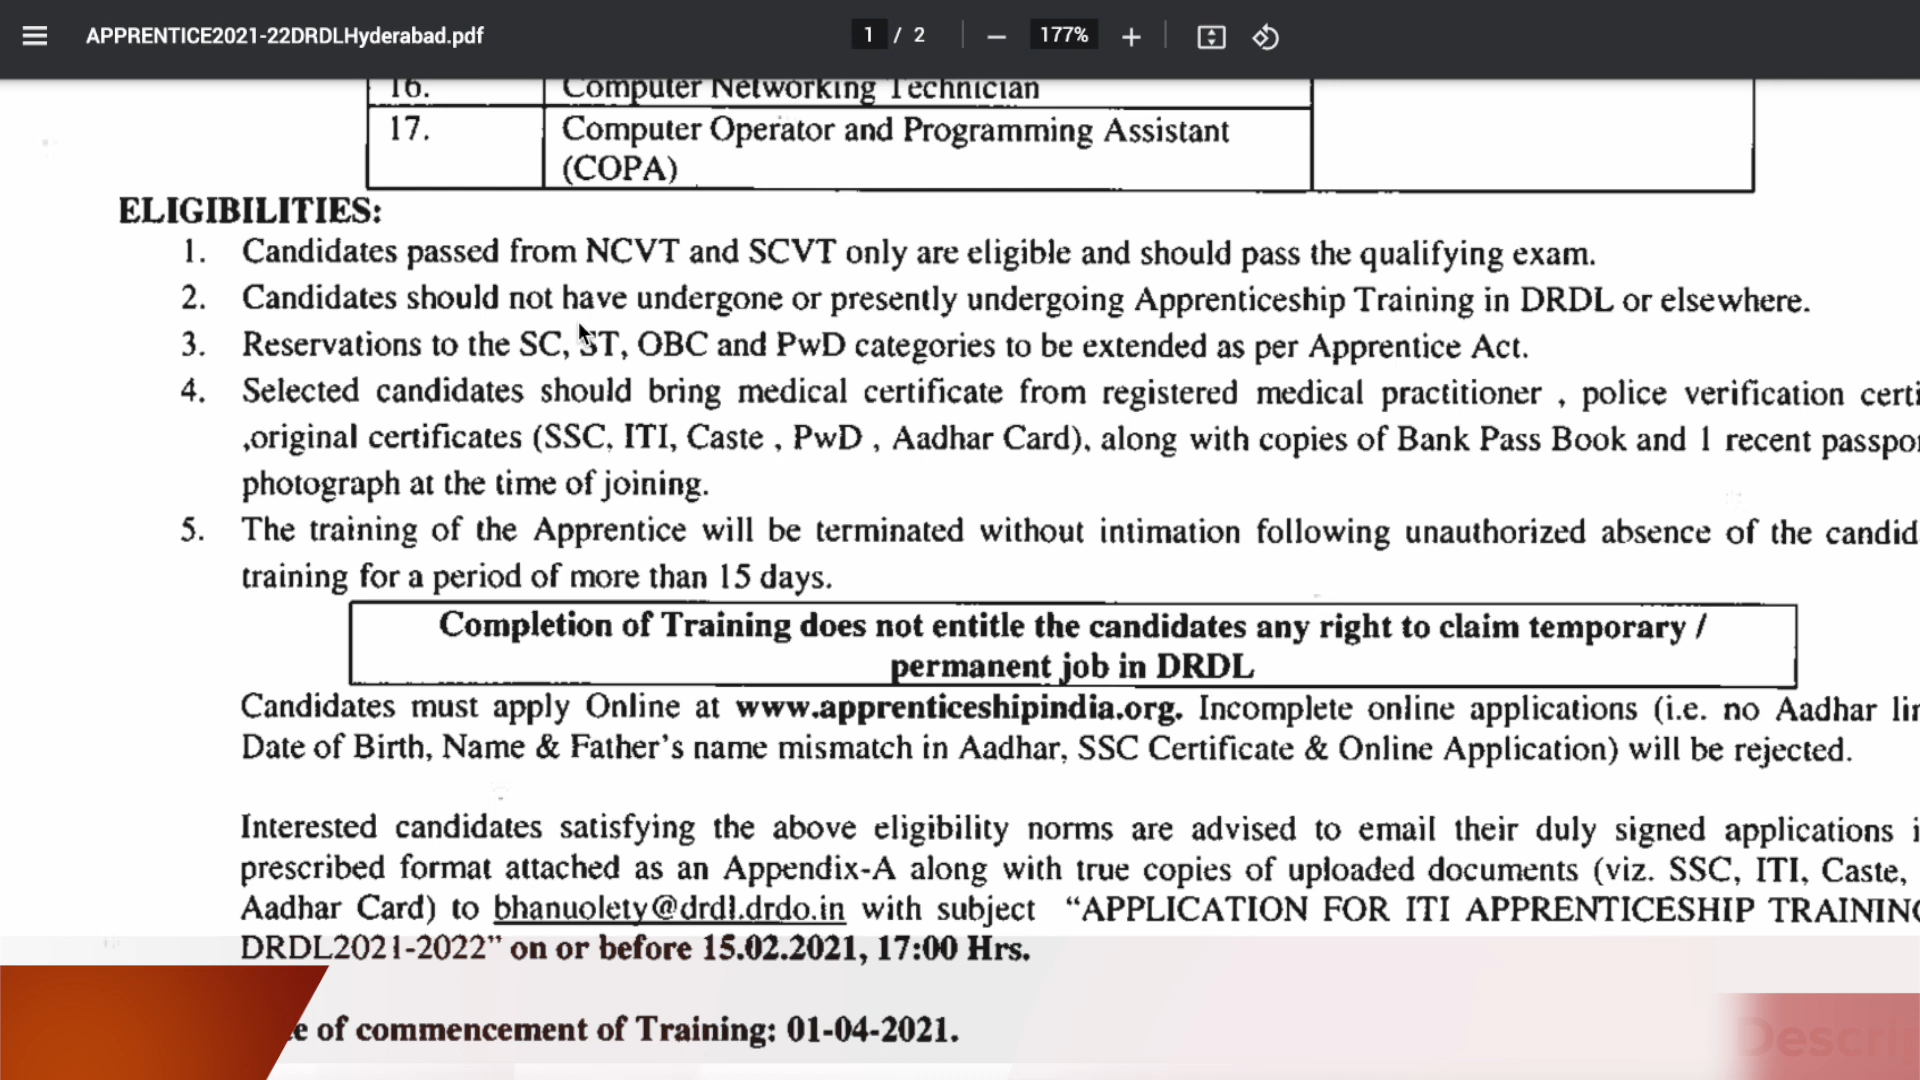 APPRENTICE2021-22DRDLHyderabad.pdf
1 / 2
177%
16. Computer Networking Technician
17. Computer Operator and Programming Assistant
(COPA)
ELIGIBILITIES:
1. Candidates passed from NCVT and SCVT only are eligible and should pass the qualifying exam.
2. Candidates should not have undergone or presently undergoing Apprenticeship Training in DRDL or elsewhere.
3. Reservations to the SC, ST, OBC and PwD categories to be extended as per Apprentice Act.
4. Selected candidates should bring medical certificate from registered medical practitioner , police verification certi
,original certificates (SSC, ITI, Caste , PwD , Aadhar Card), along with copies of Bank Pass Book and 1 recent passpo
photograph at the time of joining.
5. The training of the Apprentice will be terminated without intimation following unauthorized absence of the candid
training for a period of more than 15 days.
Completion of Training does not entitle the candidates any right to claim temporary /
permanent job in DRDL
Candidates must apply Online at www.apprenticeshipindia.org. Incomplete online applications (i.e. no Aadhar lin
Date of Birth, Name & Father's name mismatch in Aadhar, SSC Certificate & Online Application) will be rejected.
Interested candidates satisfying the above eligibility norms are advised to email their duly signed applications i
prescribed format attached as an Appendix-A along with true copies of uploaded documents (viz. SSC, ITI, Caste,
Aadhar Card) to bhanuolety@drdl.drdo.in with subject “APPLICATION FOR ITI APPRENTICESHIP TRAINING
DRDL2021-2022” on or before 15.02.2021, 17:00 Hrs.
e of commencement of Training: 01-04-2021.
Descri